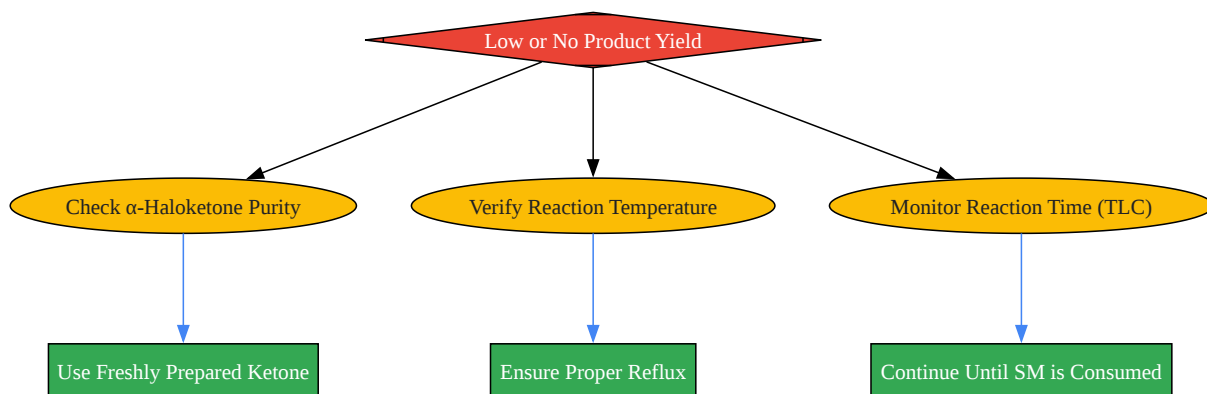 Low or No Product Yield
Check α-Haloketone Purity
Verify Reaction Temperature
Monitor Reaction Time (TLC)
Use Freshly Prepared Ketone
Ensure Proper Reflux
Continue Until SM is Consumed